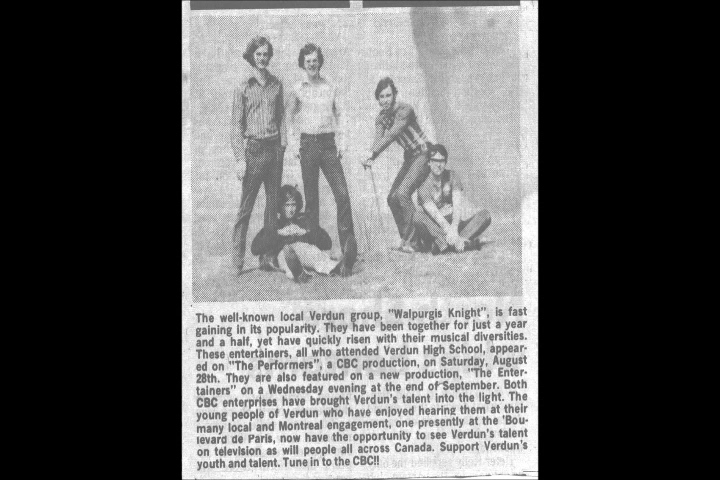 The well-known local Verdun group, "Walpurgis Knight", is fast
gaining in its popularity. They have been together for just a year
and a half, yet have quickly risen with their musical diversities.
These entertainers, all who attended Verdun High School, appear-
ed on "The Performers", a CBC production, on Saturday, August
28th. They are also featured on a new production, "The Enter-
tainers" on a Wednesday evening at the end of September. Both
CBC enterprises have brought Verdun's talent into the light. The
young people of Verdun who have enjoyed hearing them at their
many local and Montreal engagement, one presently at the 'Bou-
levard de Paris, now have the opportunity to see Verdun's talent
on television as will people all across Canada. Support Verdun's
youth and talent. Tune in to the CBC!!